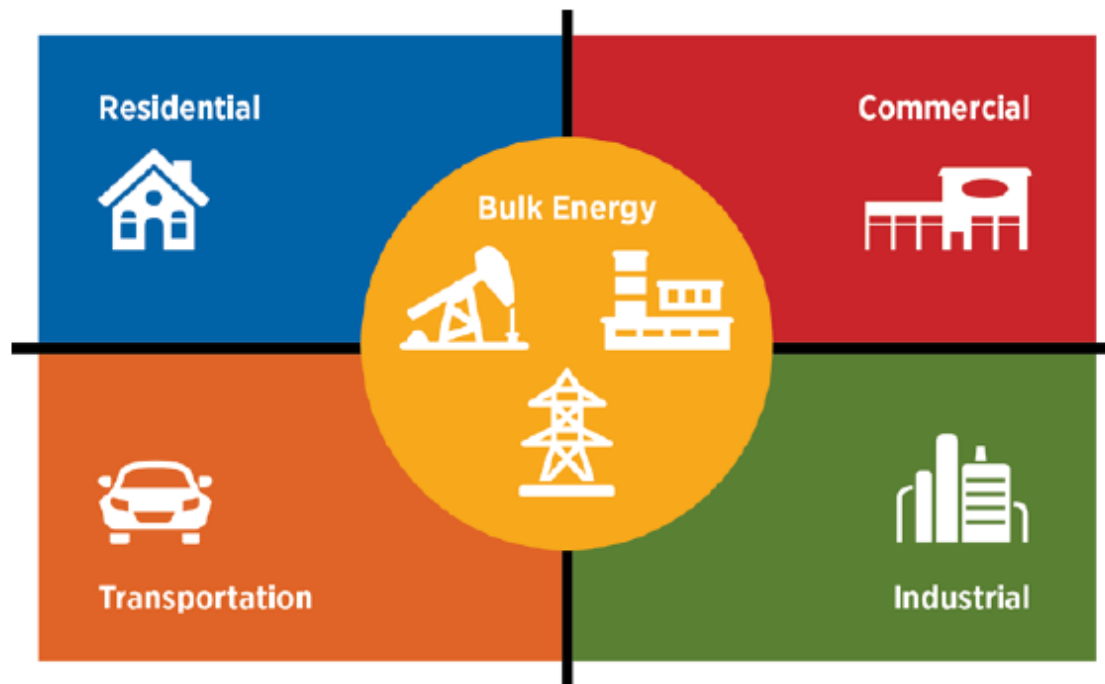 Residential
Commercial
Bulk Energy
Transportation
Industrial